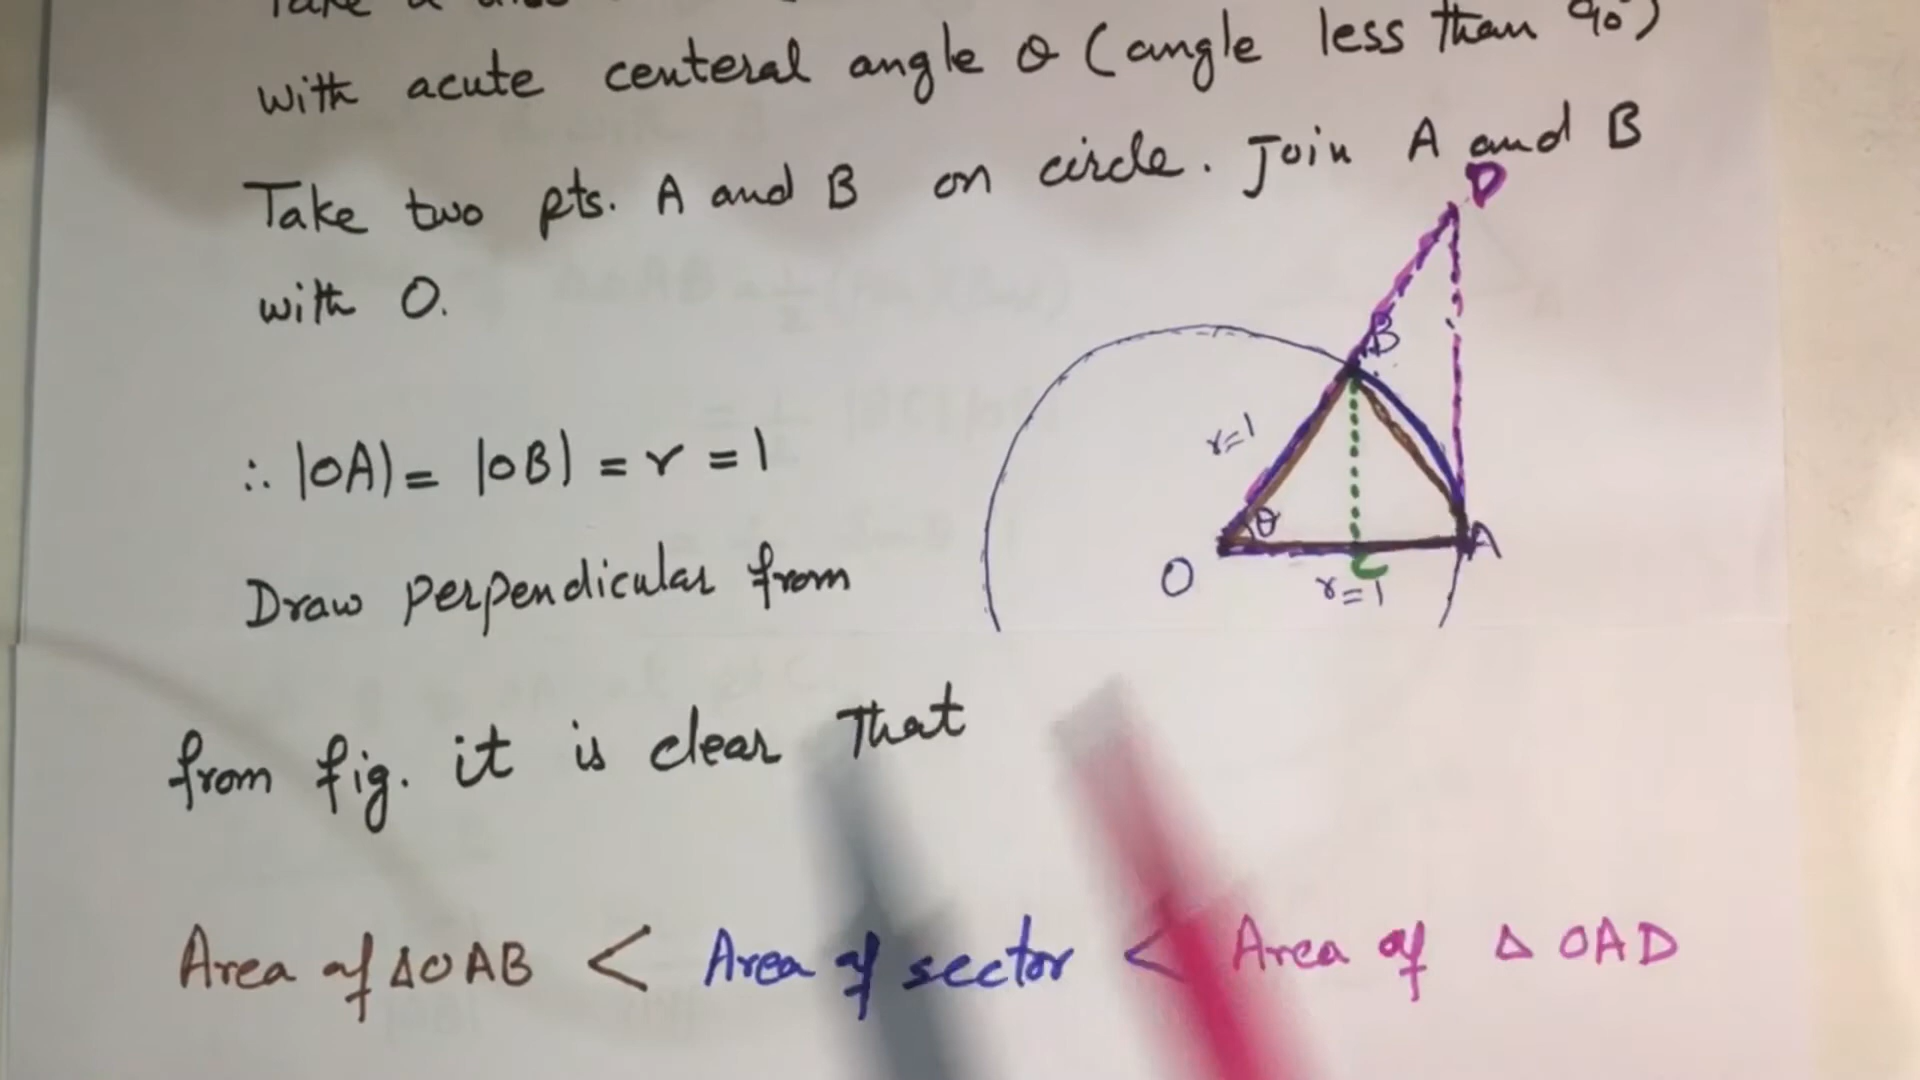 Take a
with acute centeral angle θ (angle less than 90°)
Take two pts. A and B on circle. Join A and B
with O.
D
B
r=1
θ
O
A
C
r=1
∴ |OA| = |OB| = r = 1
Draw perpendicular from
from fig. it is clear that
Area of ΔOAB < Area of sector < Area of Δ OAD